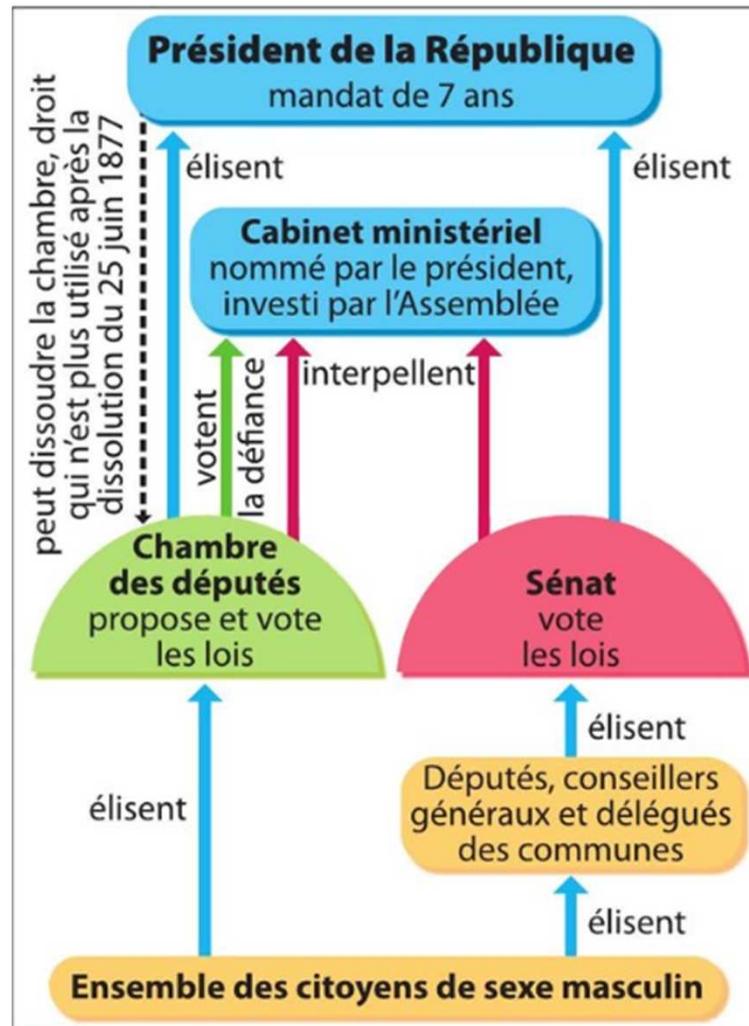 Président de la République
mandat de 7 ans
peut dissoudre la chambre, droit
qui n'est plus utilisé après la
dissolution du 25 juin 1877
élisent
élisent
Cabinet ministériel
nommé par le président,
investi par l'Assemblée
votent
la défiance
interpellent
Chambre
des députés
propose et vote
les lois
Sénat
vote
les lois
élisent
élisent
Députés, conseillers
généraux et délégués
des communes
élisent
Ensemble des citoyens de sexe masculin